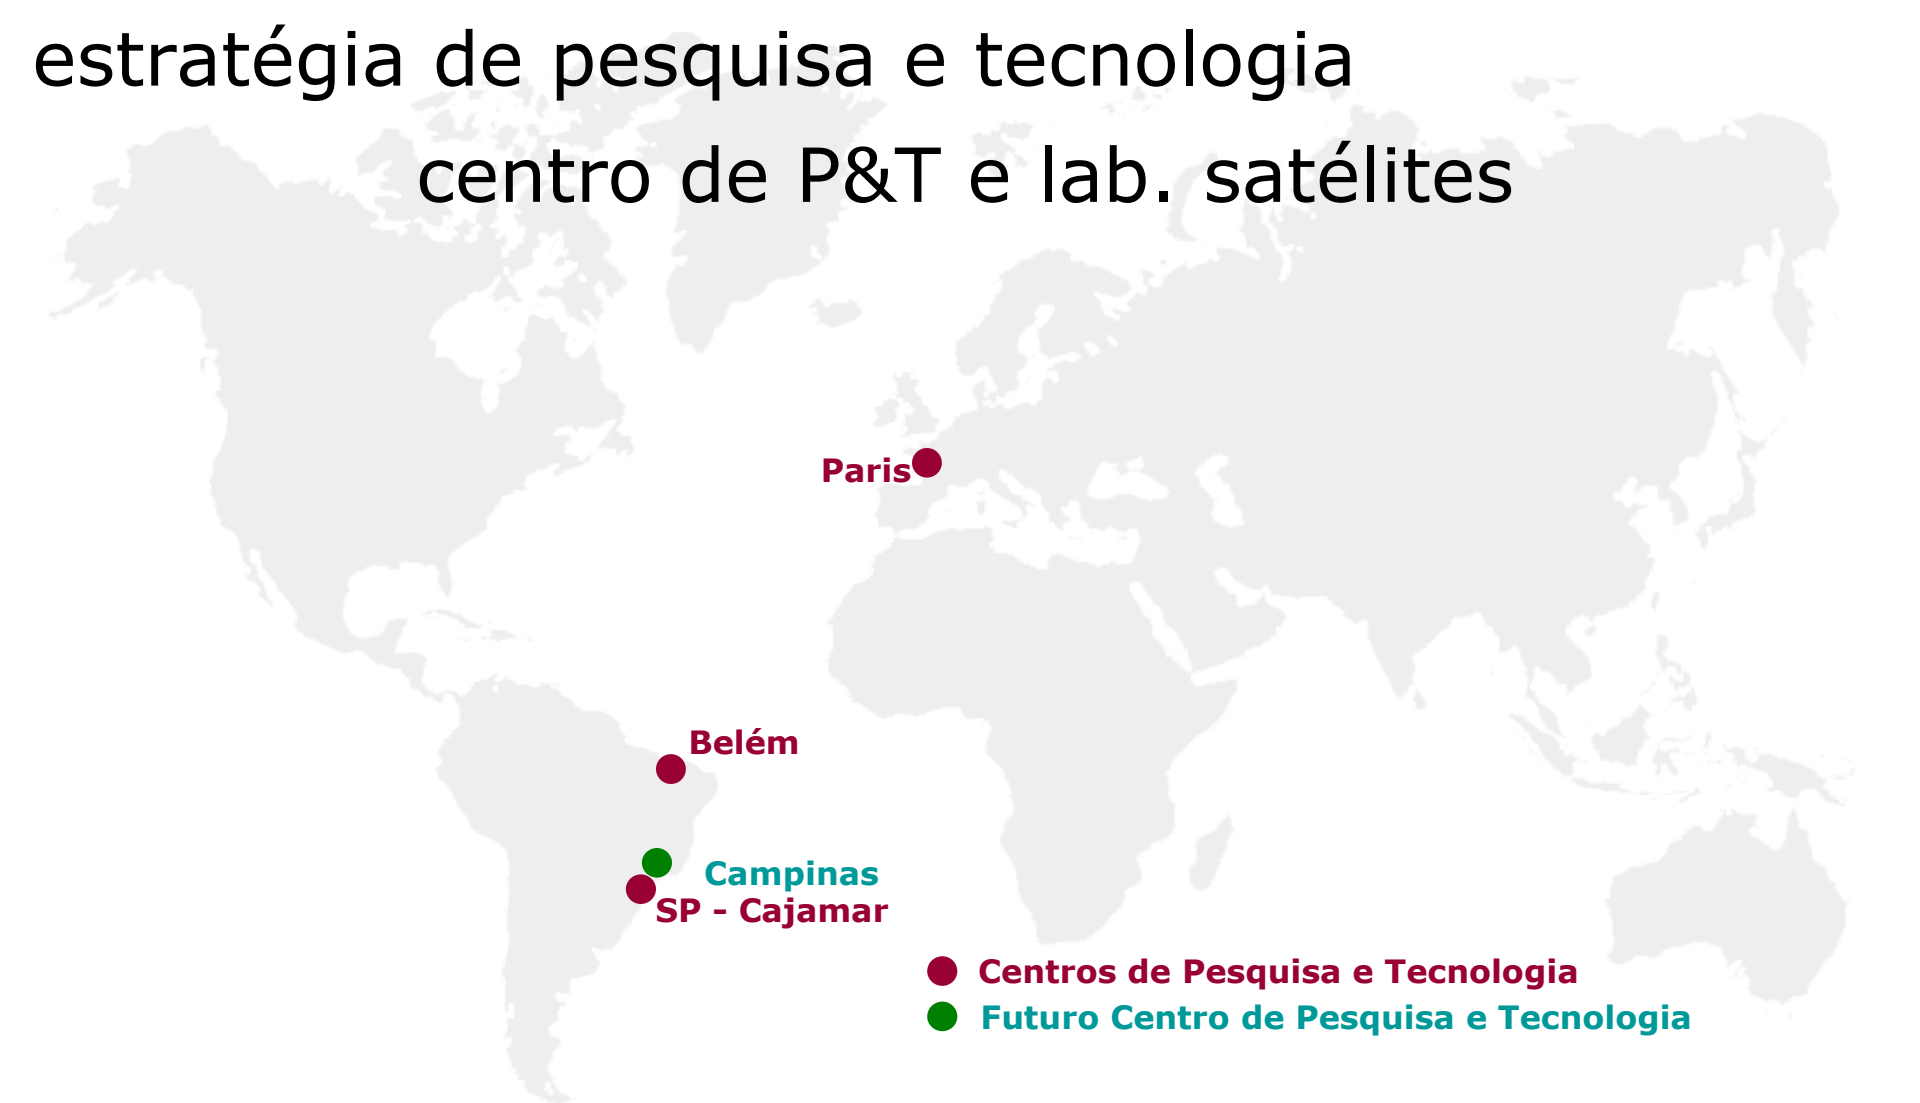 estratégia de pesquisa e tecnologia
centro de P&T e lab. satélites
Paris
Belém
Campinas
SP - Cajamar
Centros de Pesquisa e Tecnologia
Futuro Centro de Pesquisa e Tecnologia